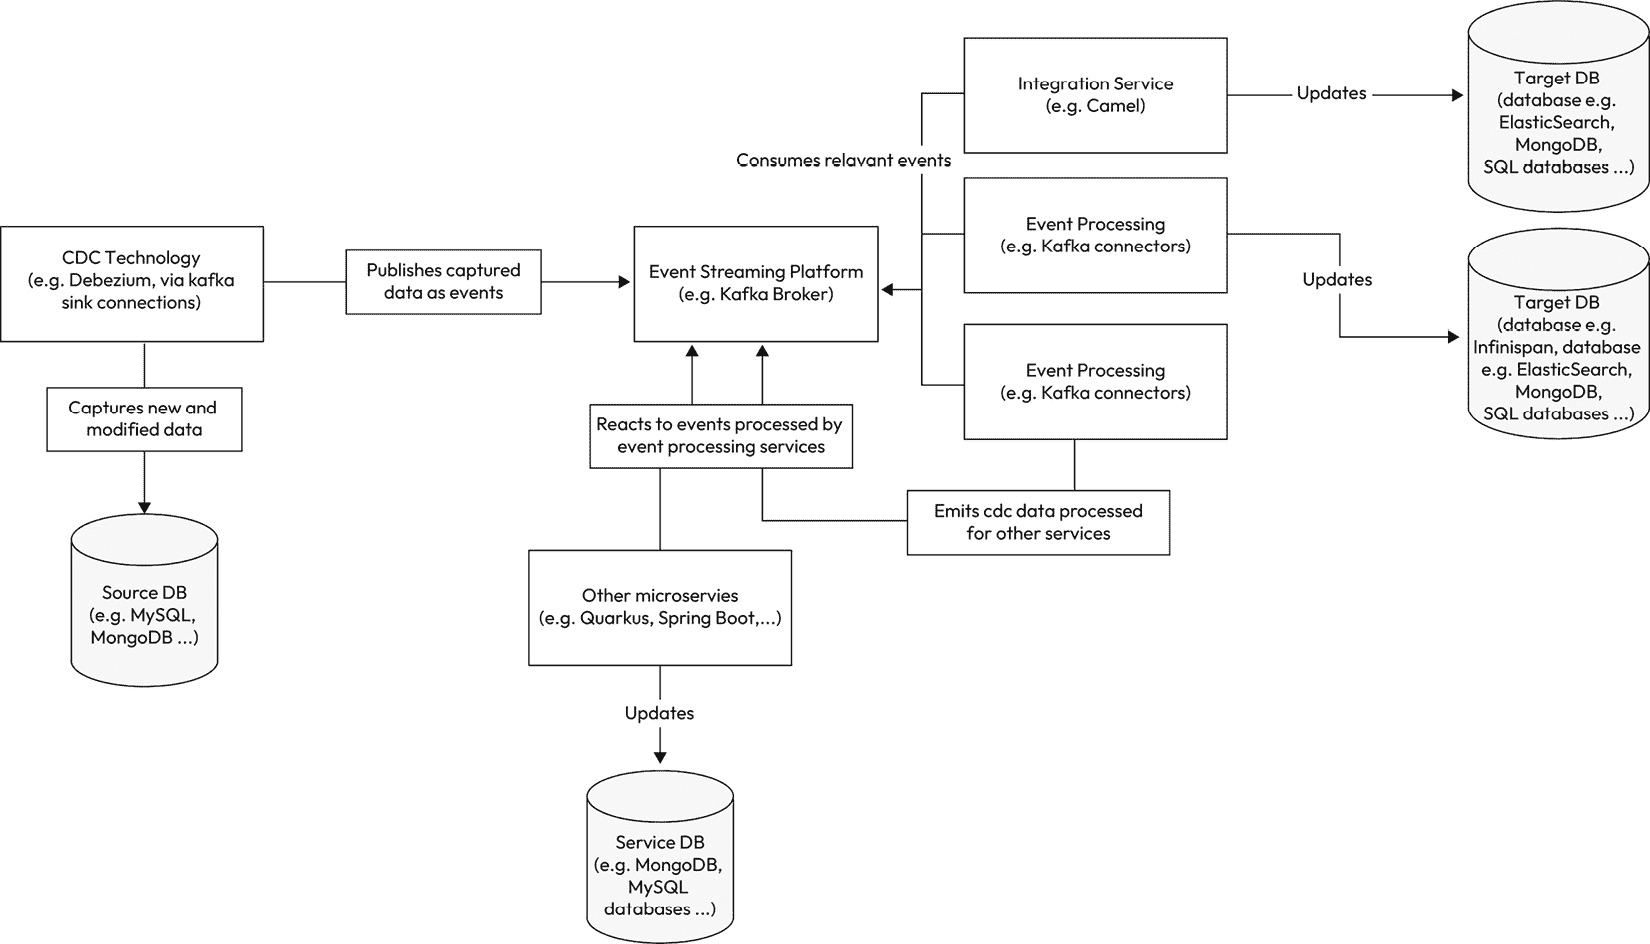 Integration Service
(e.g. Camel)
Updates
Target DB
(database e.g.
ElasticSearch,
MongoDB,
SQL databases ...)
Consumes relavant events
Event Processing
(e.g. Kafka connectors)
Updates
Target DB
(database e.g.
Infinispan, database
e.g. ElasticSearch,
MongoDB,
SQL databases ...)
CDC Technology
(e.g. Debezium, via kafka
sink connections)
Publishes captured
data as events
Event Streaming Platform
(e.g. Kafka Broker)
Event Processing
(e.g. Kafka connectors)
Captures new and
modified data
Reacts to events processed by
event processing services
Emits cdc data processed
for other services
Source DB
(e.g. MySQL,
MongoDB ...)
Other microservies
(e.g. Quarkus, Spring Boot,...)
Updates
Service DB
(e.g. MongoDB,
MySQL
databases ...)